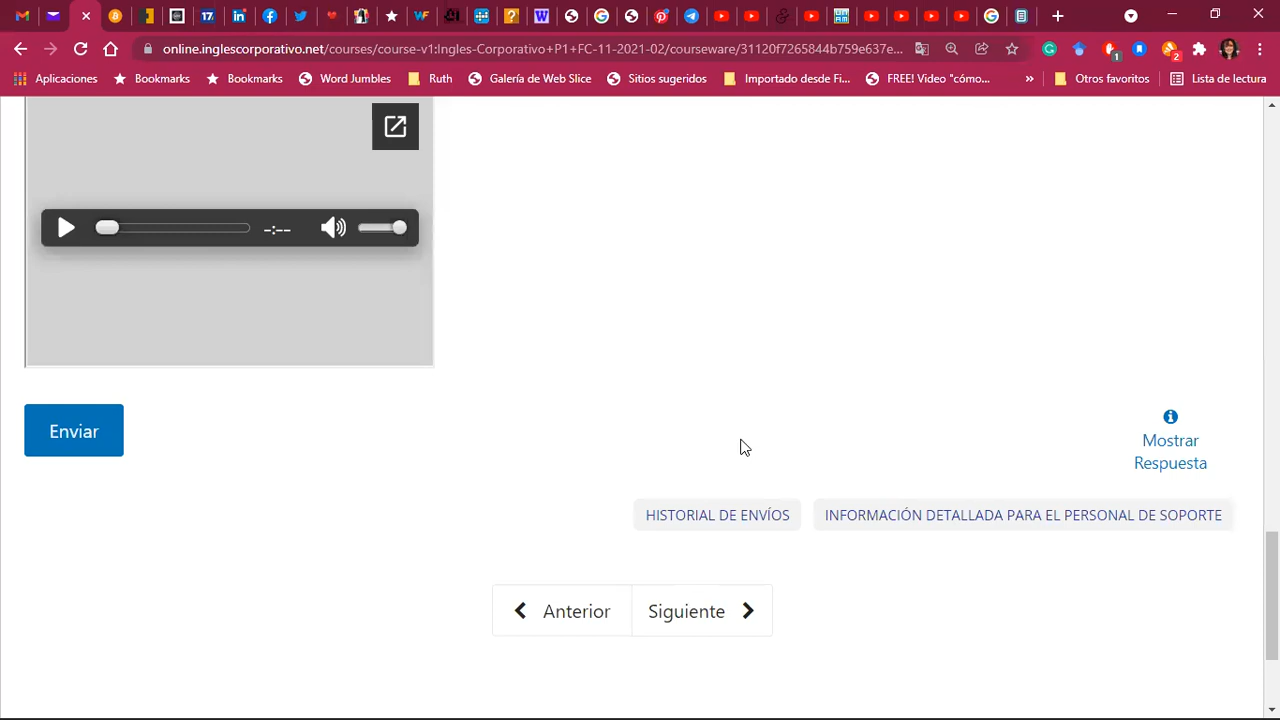 online.inglescorporativo.net/courses/course-v1:Ingles-Corporativo+P1+FC-11-2021-02/courseware/31120f7265844b759e637e...
Aplicaciones
Bookmarks
Bookmarks
Word Jumbles
Ruth
Galería de Web Slice
Sitios sugeridos
Importado desde Fi...
FREE! Video "cómo...
»
Otros favoritos
Lista de lectura
-:--
Enviar
Mostrar
Respuesta
HISTORIAL DE ENVÍOS
INFORMACIÓN DETALLADA PARA EL PERSONAL DE SOPORTE
Anterior
Siguiente